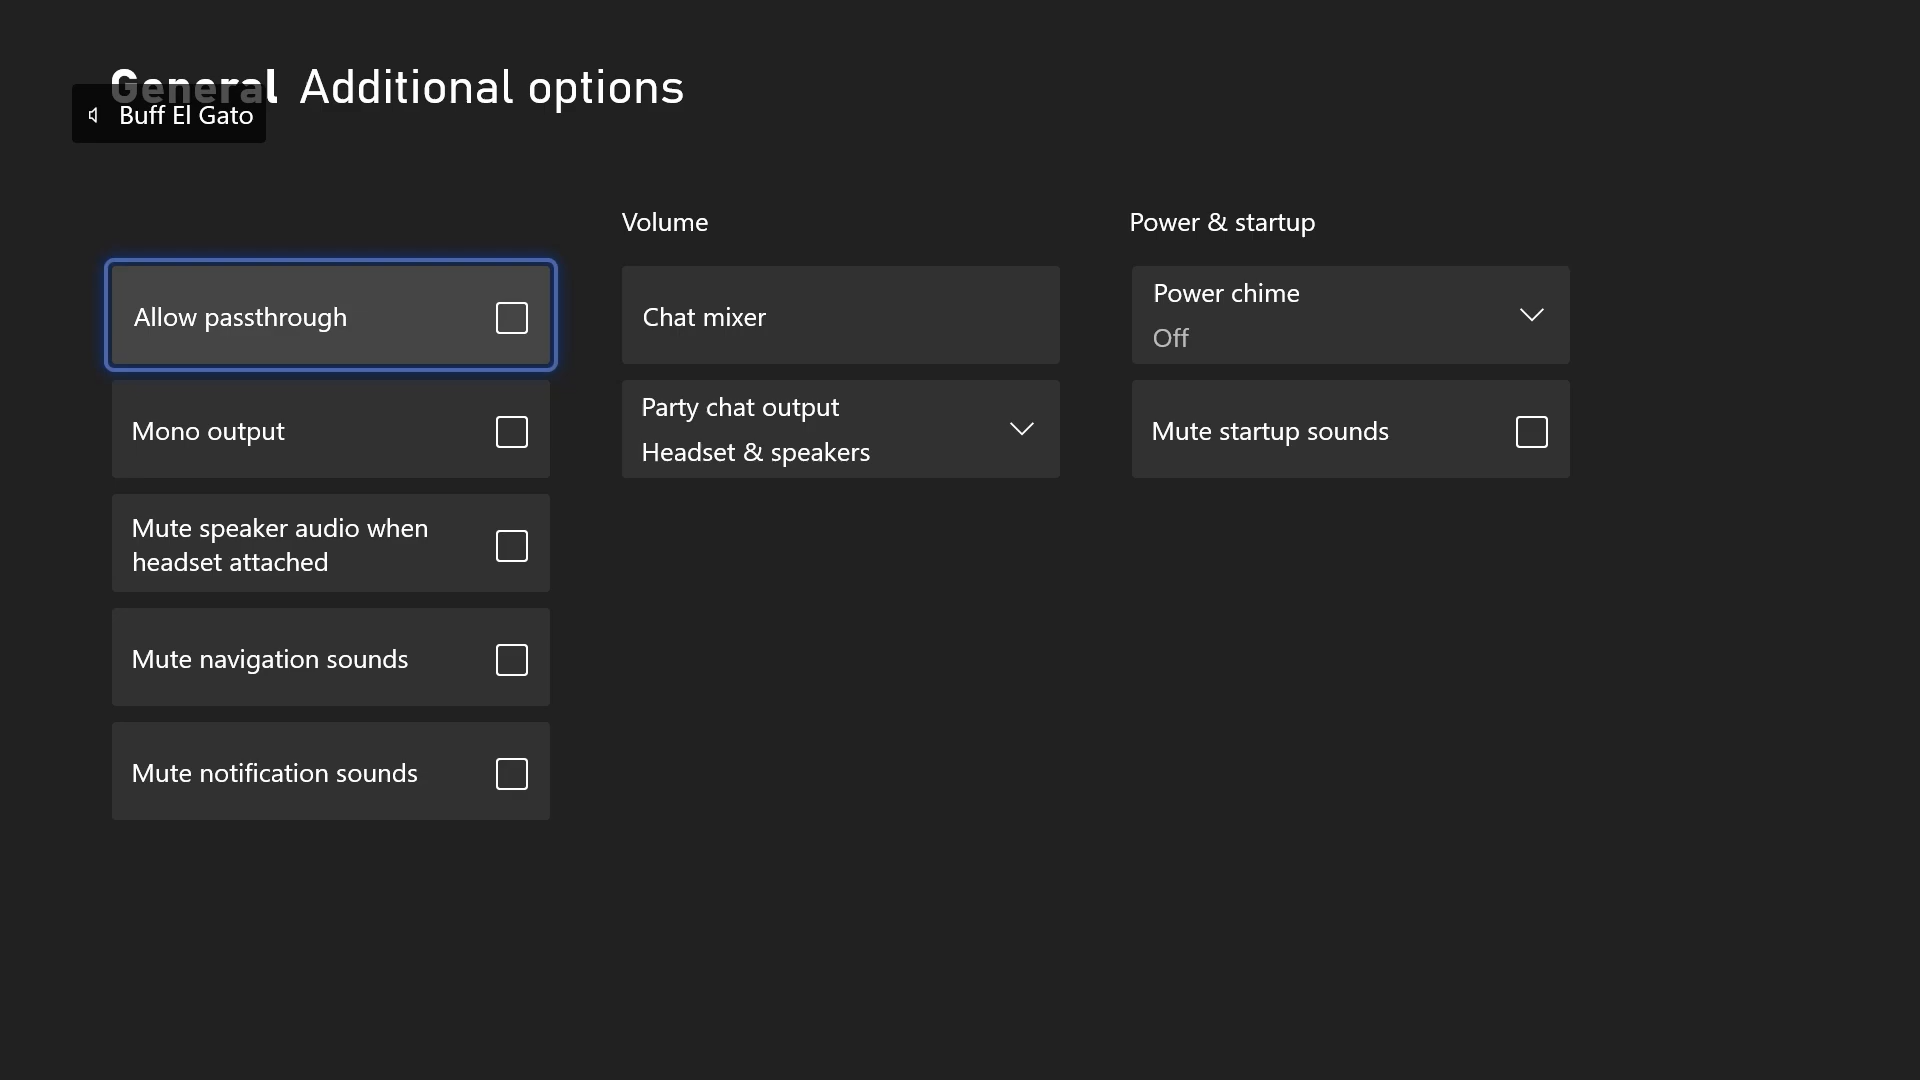 General Additional options
Buff El Gato
Allow passthrough
Mono output
Mute speaker audio when
headset attached
Mute navigation sounds
Mute notification sounds
Volume
Chat mixer
Party chat output
Headset & speakers
Power & startup
Power chime
Off
Mute startup sounds